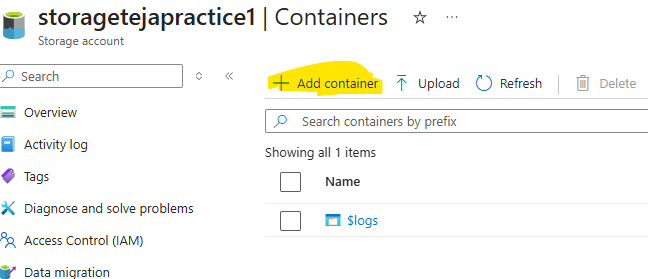 storagetejapractice1 | Containers
Storage account
Search
Add container Upload Refresh Delete
Overview
Search containers by prefix
Activity log
Showing all 1 items
Tags
Name
Diagnose and solve problems
$logs
Access Control (IAM)
Data migration